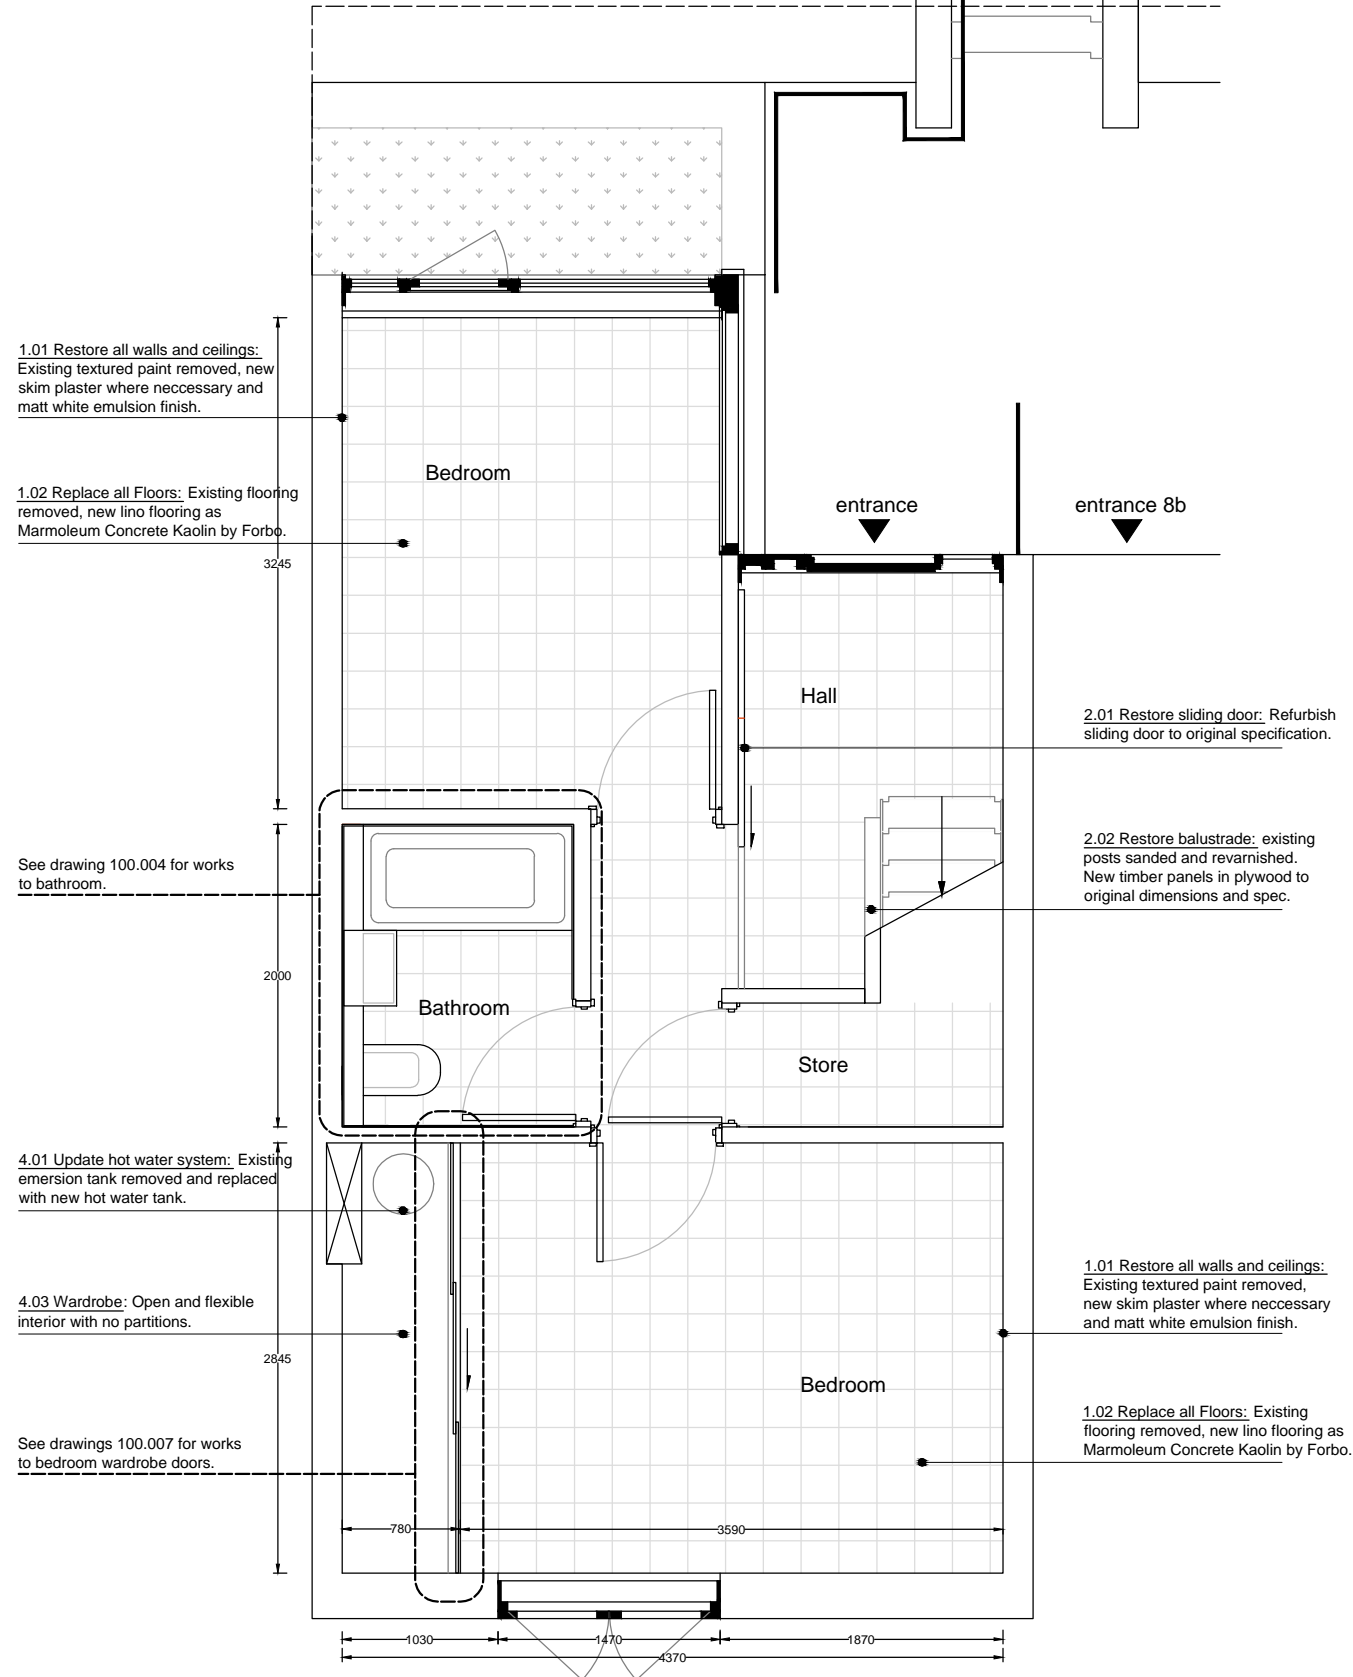 1.01 Restore all walls and ceilings:
Existing textured paint removed, new
skim plaster where neccessary and
matt white emulsion finish.
1.02 Replace all Floors: Existing flooring
removed, new lino flooring as
Marmoleum Concrete Kaolin by Forbo.
3245
Bedroom
entrance
entrance 8b
Hall
2.01 Restore sliding door: Refurbish
sliding door to original specification.
2.02 Restore balustrade: existing
posts sanded and revarnished.
New timber panels in plywood to
original dimensions and spec.
See drawing 100.004 for works
to bathroom.
2000
Bathroom
Store
4.01 Update hot water system: Existing
emersion tank removed and replaced
with new hot water tank.
4.03 Wardrobe: Open and flexible
interior with no partitions.
2845
See drawings 100.007 for works
to bedroom wardrobe doors.
1.01 Restore all walls and ceilings:
Existing textured paint removed,
new skim plaster where neccessary
and matt white emulsion finish.
Bedroom
1.02 Replace all Floors: Existing
flooring removed, new lino flooring as
Marmoleum Concrete Kaolin by Forbo.
780
3590
1030
1470
1870
4370